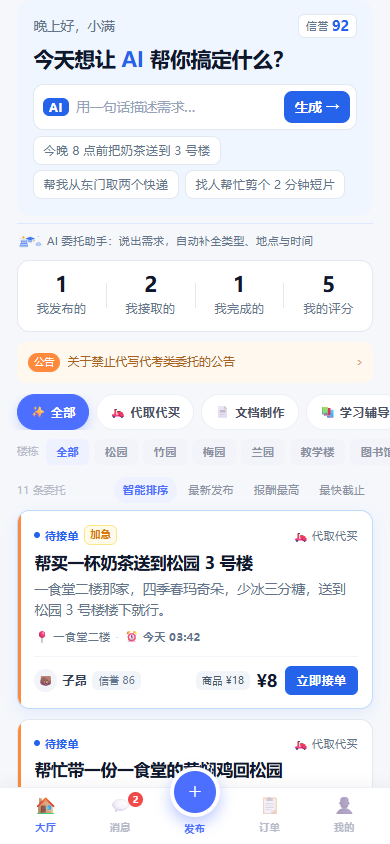 晚上好，小满
信誉 92
今天想让 AI 帮你搞定什么？
AI 用一句话描述需求… 生成 →
今晚 8 点前把奶茶送到 3 号楼
帮我从东门取两个快递
找人帮忙剪个 2 分钟短片
AI 委托助手：说出需求，自动补全类型、地点与时间
1 2 1 5
我发布的 我接取的 我完成的 我的评分
公告 关于禁止代写代考类委托的公告 ›
全部 代取代买 文档制作 学习辅导
楼栋 全部 松园 竹园 梅园 兰园 教学楼 图书馆
11 条委托 智能排序 最新发布 报酬最高 最快截止
待接单 加急 代取代买
帮买一杯奶茶送到松园 3 号楼
一食堂二楼那家，四季春玛奇朵，少冰三分糖，送到
松园 3 号楼楼下就行。
一食堂二楼 · 今天 03:42
子昂 信誉 86 商品 ¥18 ¥8 立即接单
待接单 代取代买
帮忙带一份一食堂的黄焖鸡回松园
大厅 消息 2 发布 订单 我的